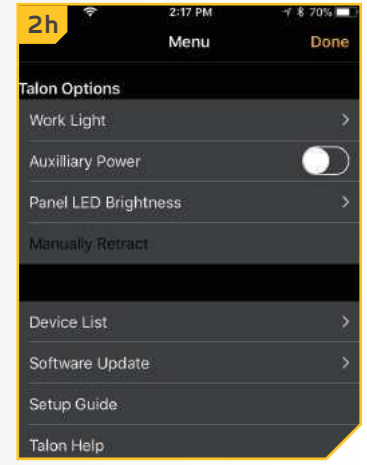 2h
2:17 PM 70%
Menu Done
Talon Options
Work Light
Auxilliary Power
Panel LED Brightness
Manually Retract
Device List
Software Update
Setup Guide
Talon Help